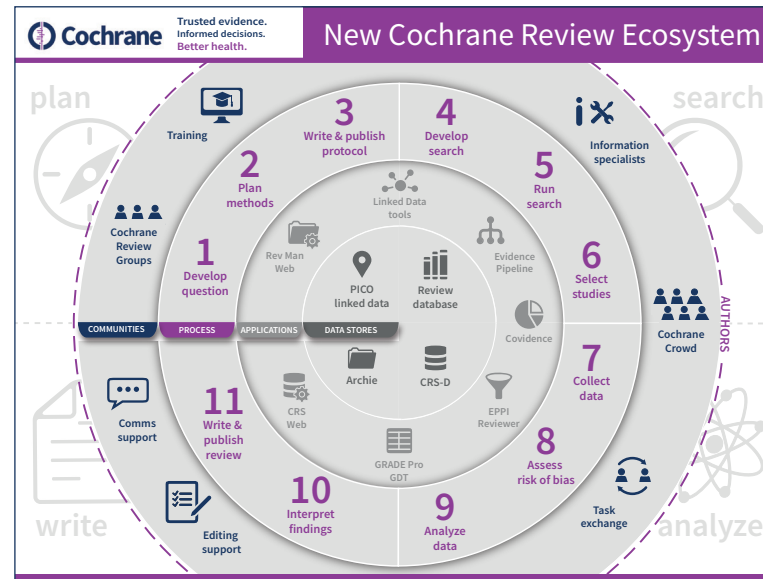 Cochrane
Trusted evidence.
Informed decisions.
Better health.
New Cochrane Review Ecosystem
plan
search
Training
3
Write & publish
protocol
4
Develop
search
Information
specialists
2
Plan
methods
5
Run
search
Linked Data
tools
Cochrane
Review
Groups
Rev Man
Web
Evidence
Pipeline
1
Develop
question
6
Select
studies
PICO
linked data
Review
database
COMMUNITIES
PROCESS
APPLICATIONS
DATA STORES
Covidence
Cochrane
Crowd
AUTHORS
Archie
CRS-D
7
Collect
data
Comms
support
11
Write &
publish
review
CRS
Web
EPPI
Reviewer
GRADE Pro
GDT
8
Assess
risk of bias
10
Interpret
findings
9
Analyze
data
Task
exchange
Editing
support
write
analyze